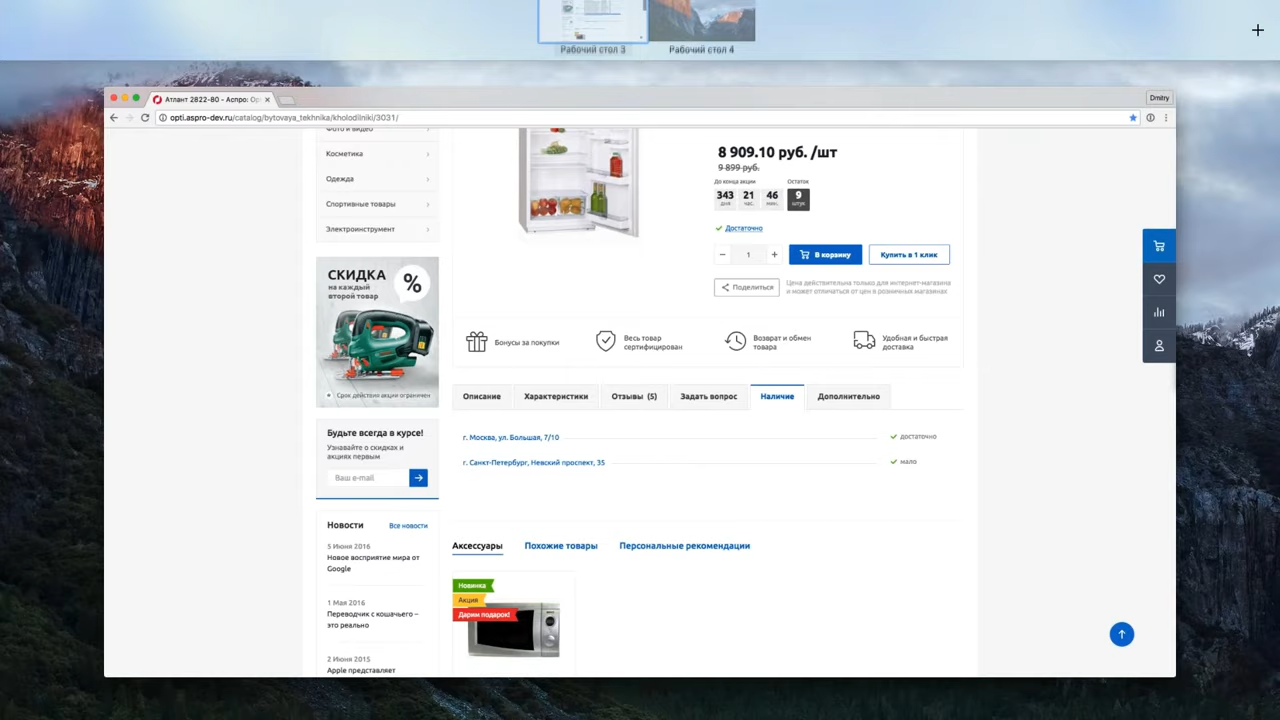 Рабочий стол 3
Рабочий стол 4
Атлант 2822-80 - Аспро: Оp
Dmitry
opti.aspro-dev.ru/catalog/bytovaya_tekhnika/kholodilniki/3031/
Фото и видео
Косметика
Одежда
Спортивные товары
Электроинструмент
8 909.10 руб. /шт
9 899 руб.
До конца акции
Остаток
343 21 46 9
дня час. мин. штук
Достаточно
− 1 +
В корзину
Купить в 1 клик
Поделиться
Цена действительна только для интернет-магазина
и может отличаться от цен в розничных магазинах
СКИДКА
на каждый
второй товар
%
Срок действия акции ограничен
Бонусы за покупки
Весь товар
сертифицирован
Возврат и обмен
товара
Удобная и быстрая
доставка
Описание
Характеристики
Отзывы (5)
Задать вопрос
Наличие
Дополнительно
г. Москва, ул. Большая, 7/10
достаточно
г. Санкт-Петербург, Невский проспект, 35
мало
Будьте всегда в курсе!
Узнавайте о скидках и
акциях первым
Ваш e-mail
Новости
Все новости
5 Июня 2016
Новое восприятие мира от
Google
1 Мая 2016
Переводчик с кошачьего –
это реально
2 Июня 2015
Apple представляет
Аксессуары
Похожие товары
Персональные рекомендации
Новинка
Акция
Дарим подарок!